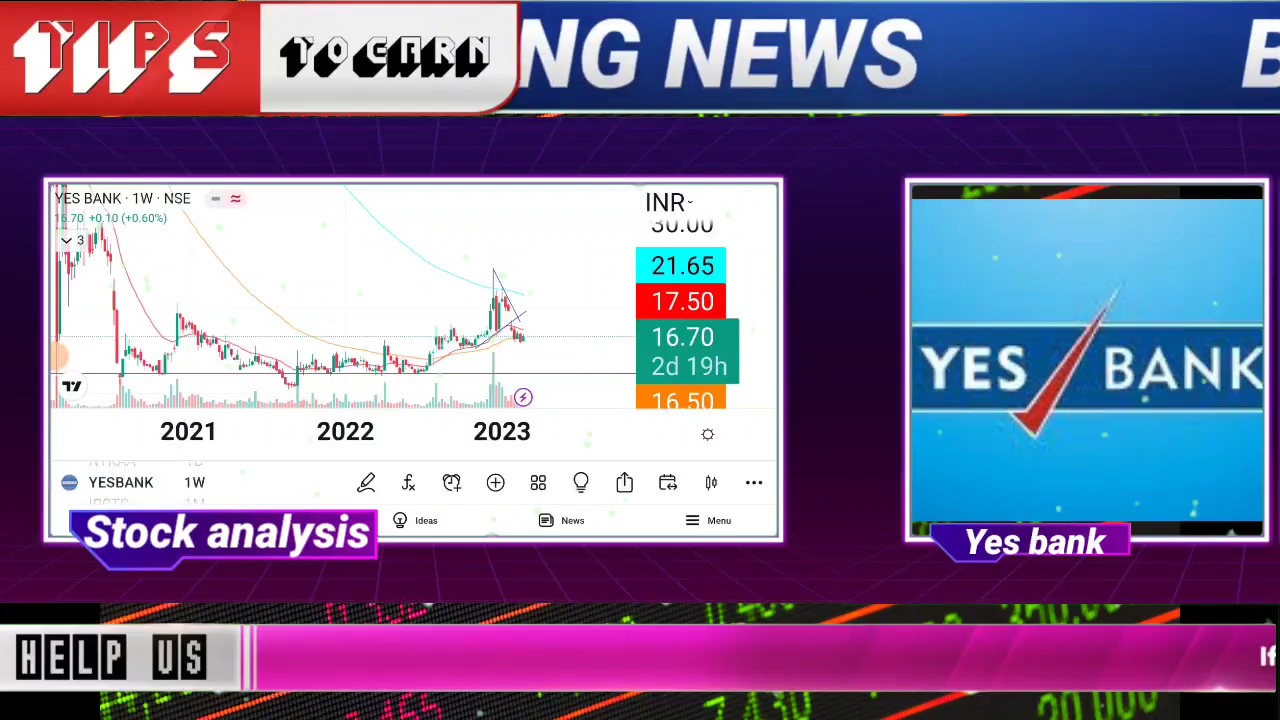 TIPS
TO EARN
NG NEWS
B
YES BANK · 1W · NSE
16.70 +0.10 (+0.60%)
3
INR
30.00
21.65
17.50
16.70
2d 19h
16.50
2021 2022 2023
YESBANK 1W
Ideas
News
Menu
Stock analysis
YES BANK
Yes bank
HELP US
If